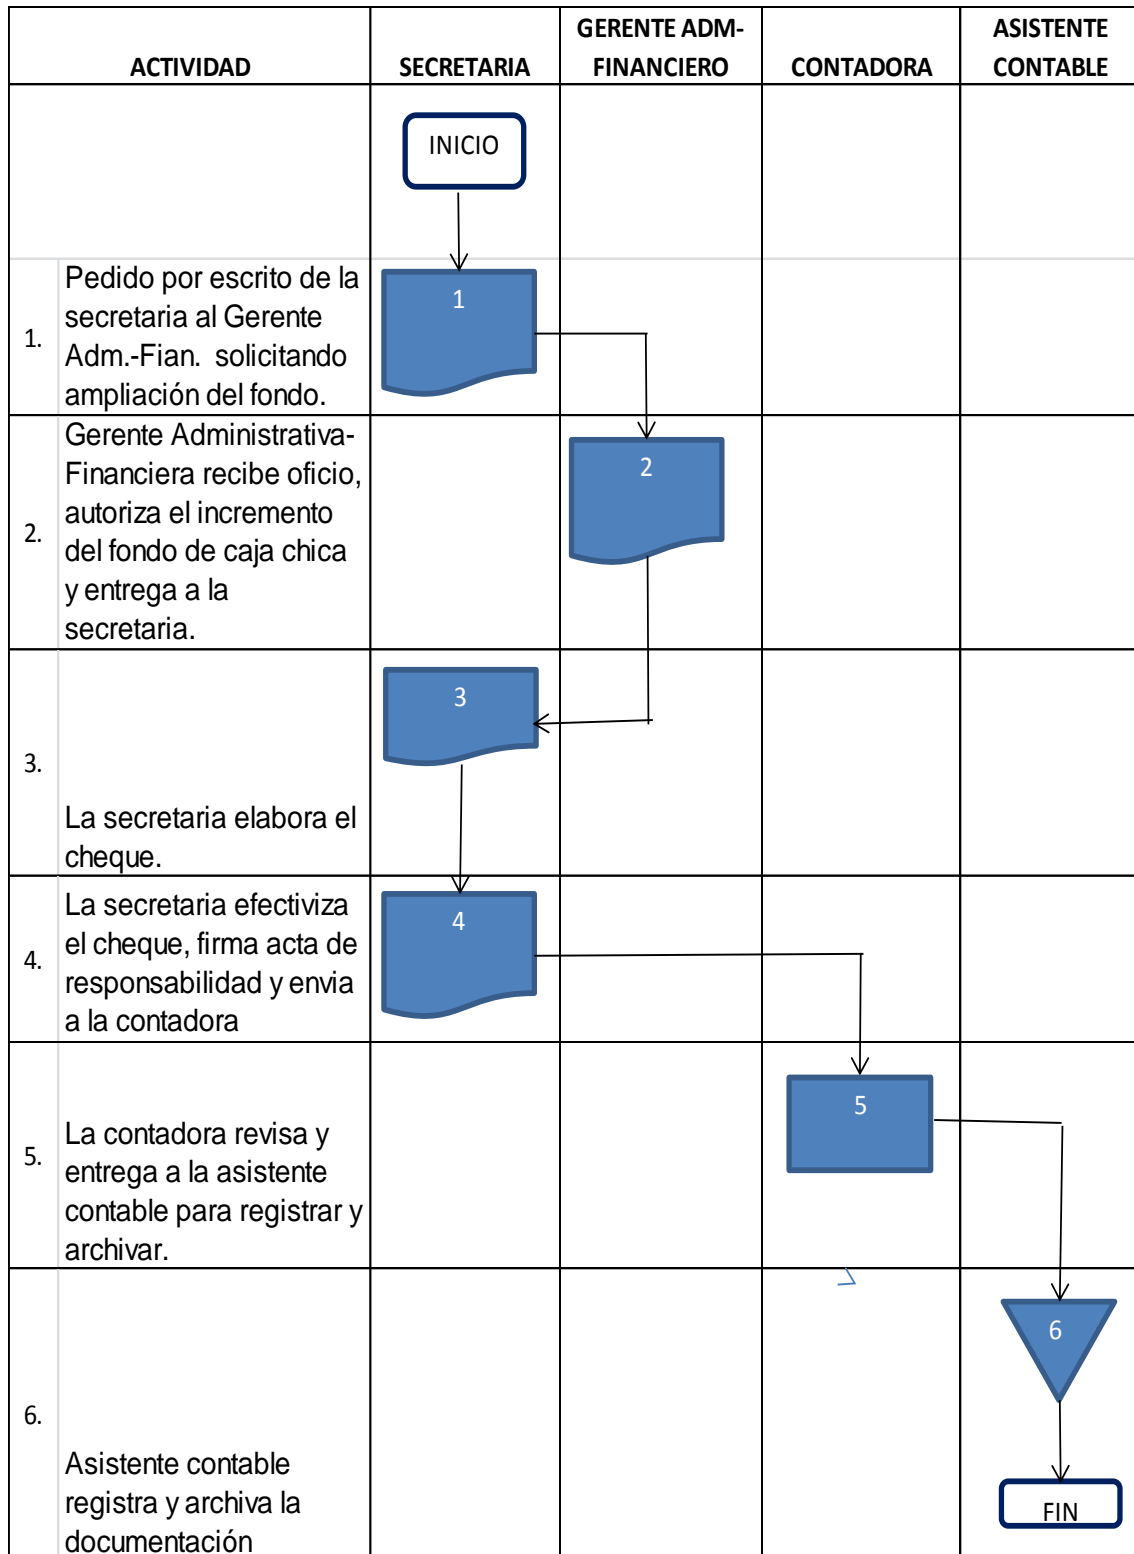 ACTIVIDAD
SECRETARIA
GERENTE ADM-
FINANCIERO
CONTADORA
ASISTENTE
CONTABLE
INICIO
1.
Pedido por escrito de la
secretaria al Gerente
Adm.-Fian. solicitando
ampliación del fondo.
1
2.
Gerente Administrativa-
Financiera recibe oficio,
autoriza el incremento
del fondo de caja chica
y entrega a la
secretaria.
2
3.
La secretaria elabora el
cheque.
3
4.
La secretaria efectiviza
el cheque, firma acta de
responsabilidad y envia
a la contadora
4
5.
La contadora revisa y
entrega a la asistente
contable para registrar y
archivar.
5
6.
Asistente contable
registra y archiva la
documentación
6
FIN